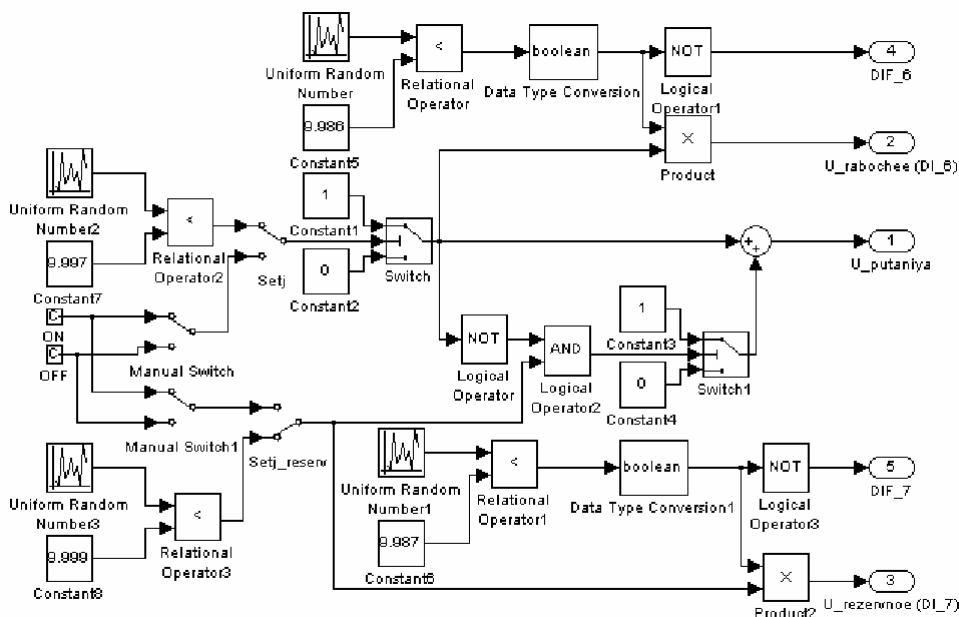 <
boolean
NOT
4
DIF_6
Uniform Random
Number
Relational
Operator
Data Type Conversion
Logical
Operator1
9.986
Constant5
×
Product
2
U_rabochee (DI_6)
Uniform Random
Number2
<
Relational
Operator2
9.997
Constant7
Setj
1
Constant1
0
Constant2
Switch
+
+
1
U_putaniya
C
ON
C
OFF
Manual Switch
NOT
Logical
Operator
AND
Logical
Operator2
1
Constant3
0
Constant4
Switch1
Manual Switch1
Setj_reserv
Uniform Random
Number3
<
Relational
Operator3
9.999
Constant8
Uniform Random
Number1
<
Relational
Operator1
9.987
Constant6
boolean
Data Type Conversion1
NOT
Logical
Operator3
5
DIF_7
×
Product2
3
U_rezervnoe (DI_7)